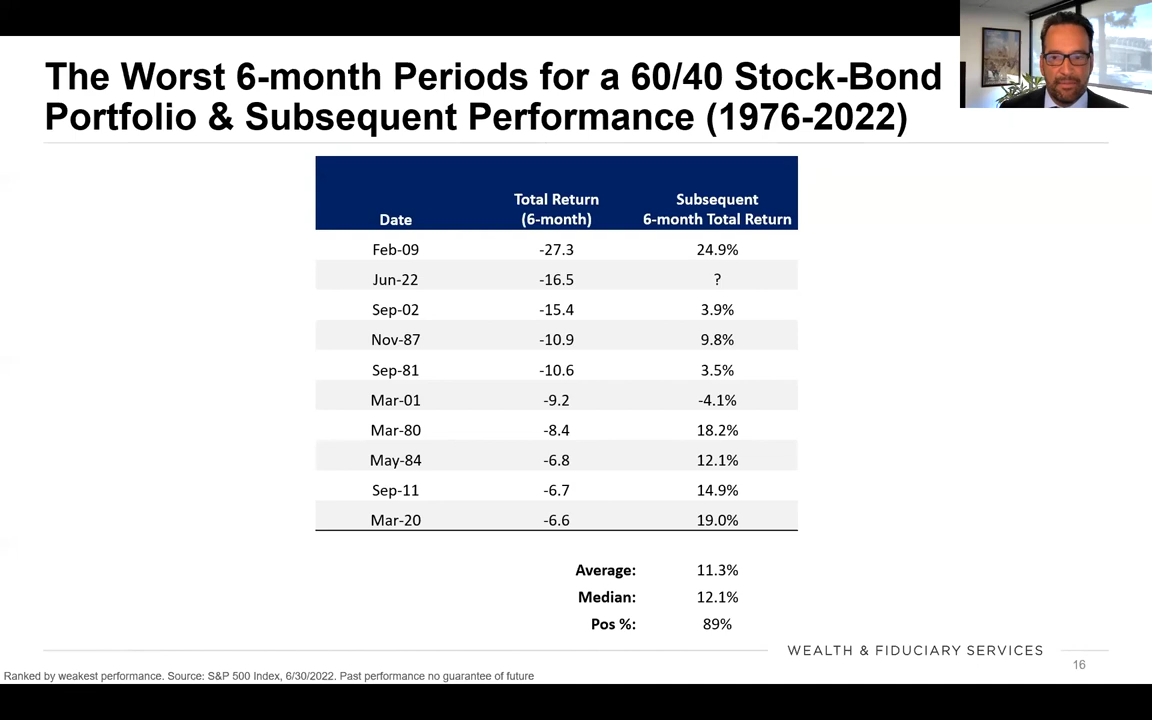 The Worst 6-month Periods for a 60/40 Stock-Bond
Portfolio & Subsequent Performance (1976-2022)
Date Total Return (6-month) Subsequent 6-month Total Return
Feb-09 -27.3 24.9%
Jun-22 -16.5 ?
Sep-02 -15.4 3.9%
Nov-87 -10.9 9.8%
Sep-81 -10.6 3.5%
Mar-01 -9.2 -4.1%
Mar-80 -8.4 18.2%
May-84 -6.8 12.1%
Sep-11 -6.7 14.9%
Mar-20 -6.6 19.0%
Average: 11.3%
Median: 12.1%
Pos %: 89%
WEALTH & FIDUCIARY SERVICES
16
Ranked by weakest performance. Source: S&P 500 Index, 6/30/2022. Past performance no guarantee of future